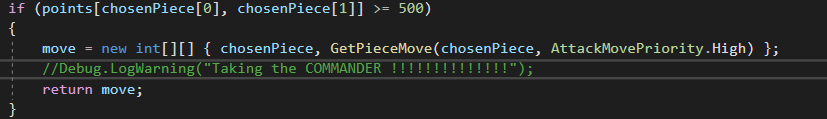 if (points[chosenPiece[0], chosenPiece[1]] >= 500)
{
move = new int[][] { chosenPiece, GetPieceMove(chosenPiece, AttackMovePriority.High) };
//Debug.LogWarning("Taking the COMMANDER !!!!!!!!!!!!!!");
return move;
}